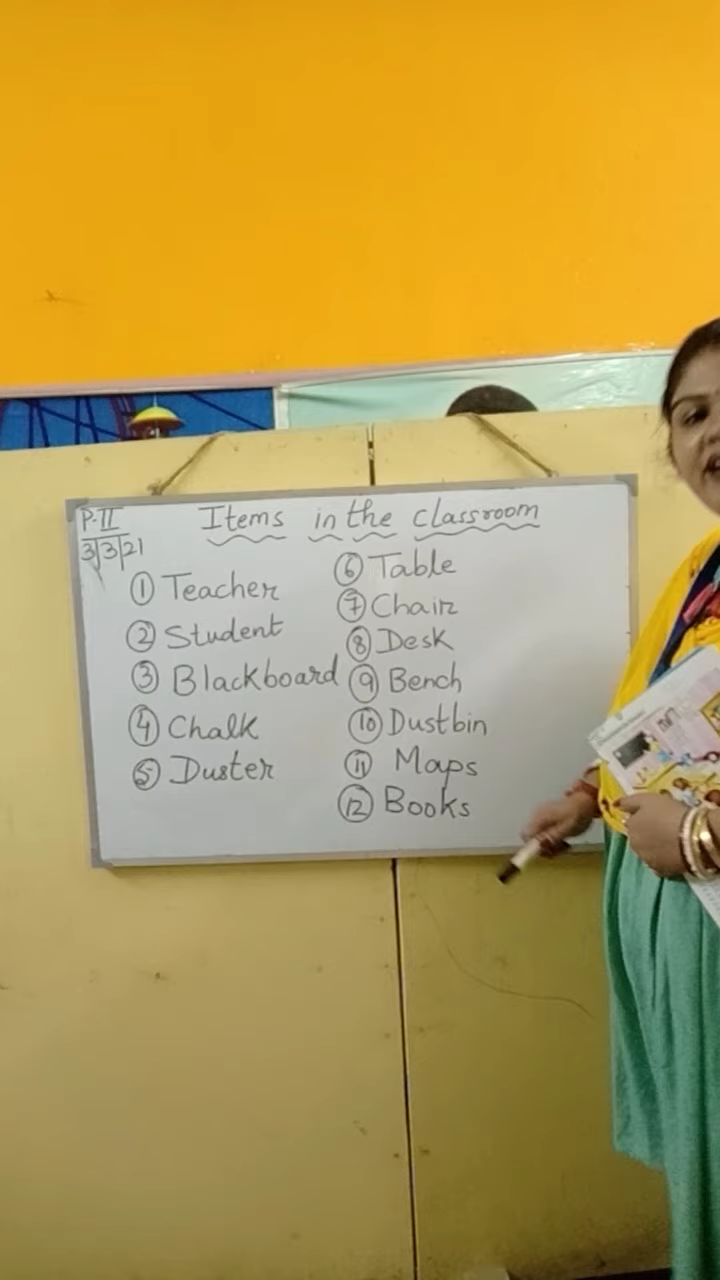 P-II
3/3/21
Items in the classroom
① Teacher
② Student
③ Blackboard
④ Chalk
⑤ Duster
⑥ Table
⑦ Chair
⑧ Desk
⑨ Bench
⑩ Dustbin
⑪ Maps
⑫ Books